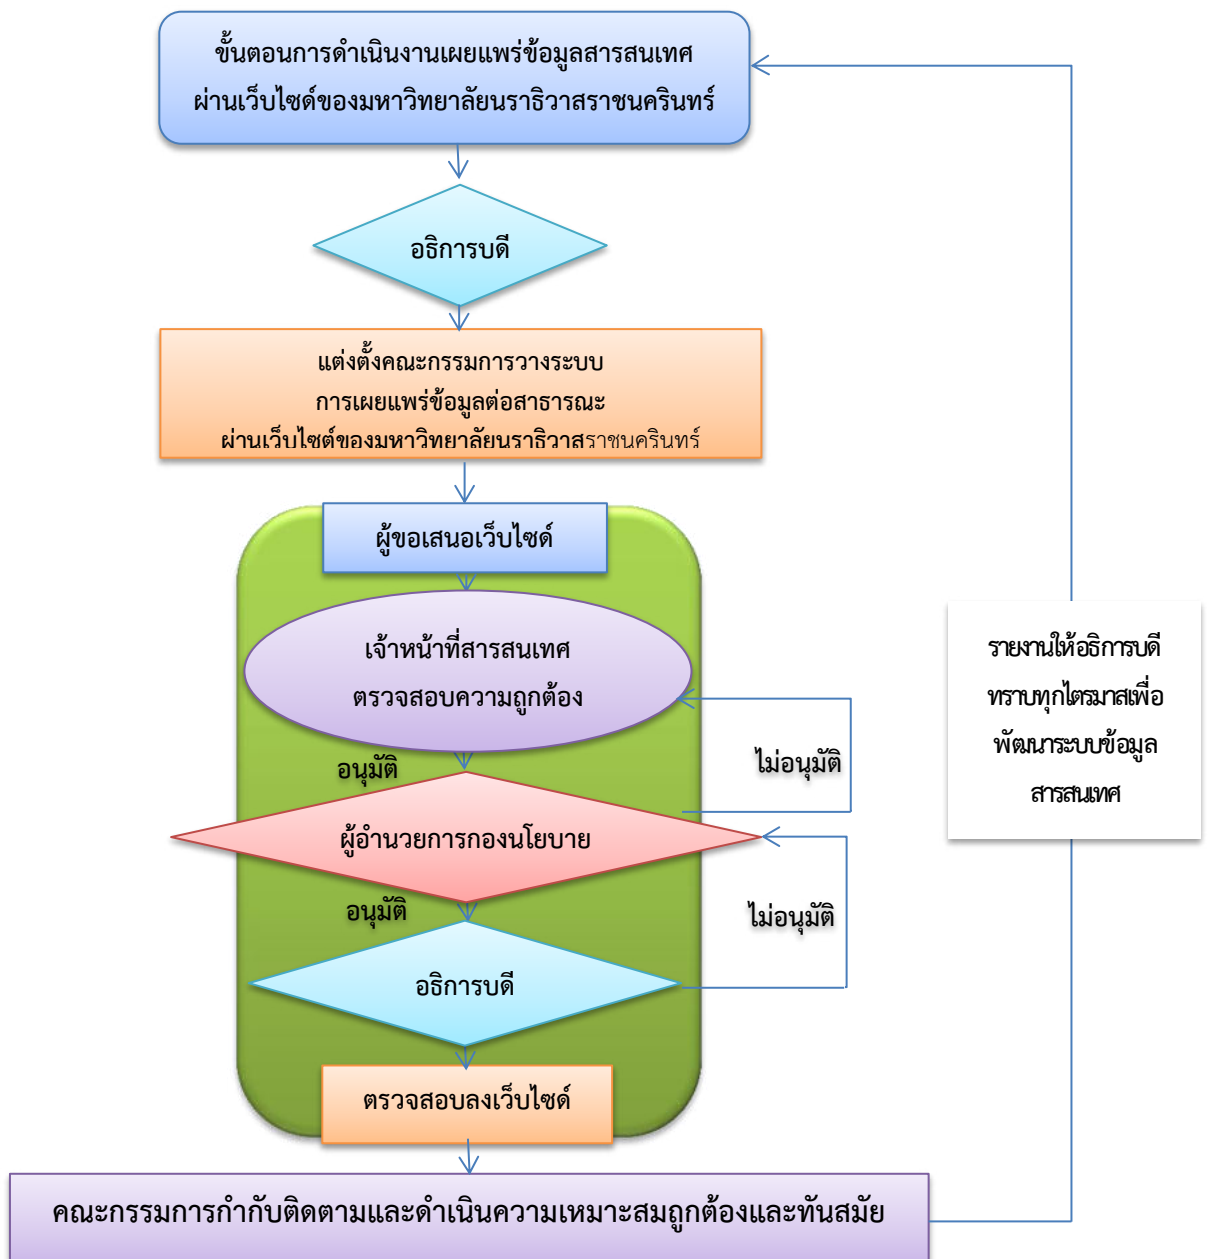 ขั้นตอนการดำเนินงานเผยแพร่ข้อมูลสารสนเทศ
ผ่านเว็บไซด์ของมหาวิทยาลัยนราธิวาสราชนครินทร์
อธิการบดี
แต่งตั้งคณะกรรมการวางระบบ
การเผยแพร่ข้อมูลต่อสาธารณะ
ผ่านเว็บไซต์ของมหาวิทยาลัยนราธิวาสราชนครินทร์
ผู้ขอเสนอเว็บไซด์
เจ้าหน้าที่สารสนเทศ
ตรวจสอบความถูกต้อง
อนุมัติ
ไม่อนุมัติ
ผู้อำนวยการกองนโยบาย
อนุมัติ
ไม่อนุมัติ
อธิการบดี
ตรวจสอบลงเว็บไซด์
คณะกรรมการกำกับติดตามและดำเนินความเหมาะสมถูกต้องและทันสมัย
รายงานให้อธิการบดี
ทราบทุกไตรมาสเพื่อ
พัฒนาระบบข้อมูล
สารสนเทศ